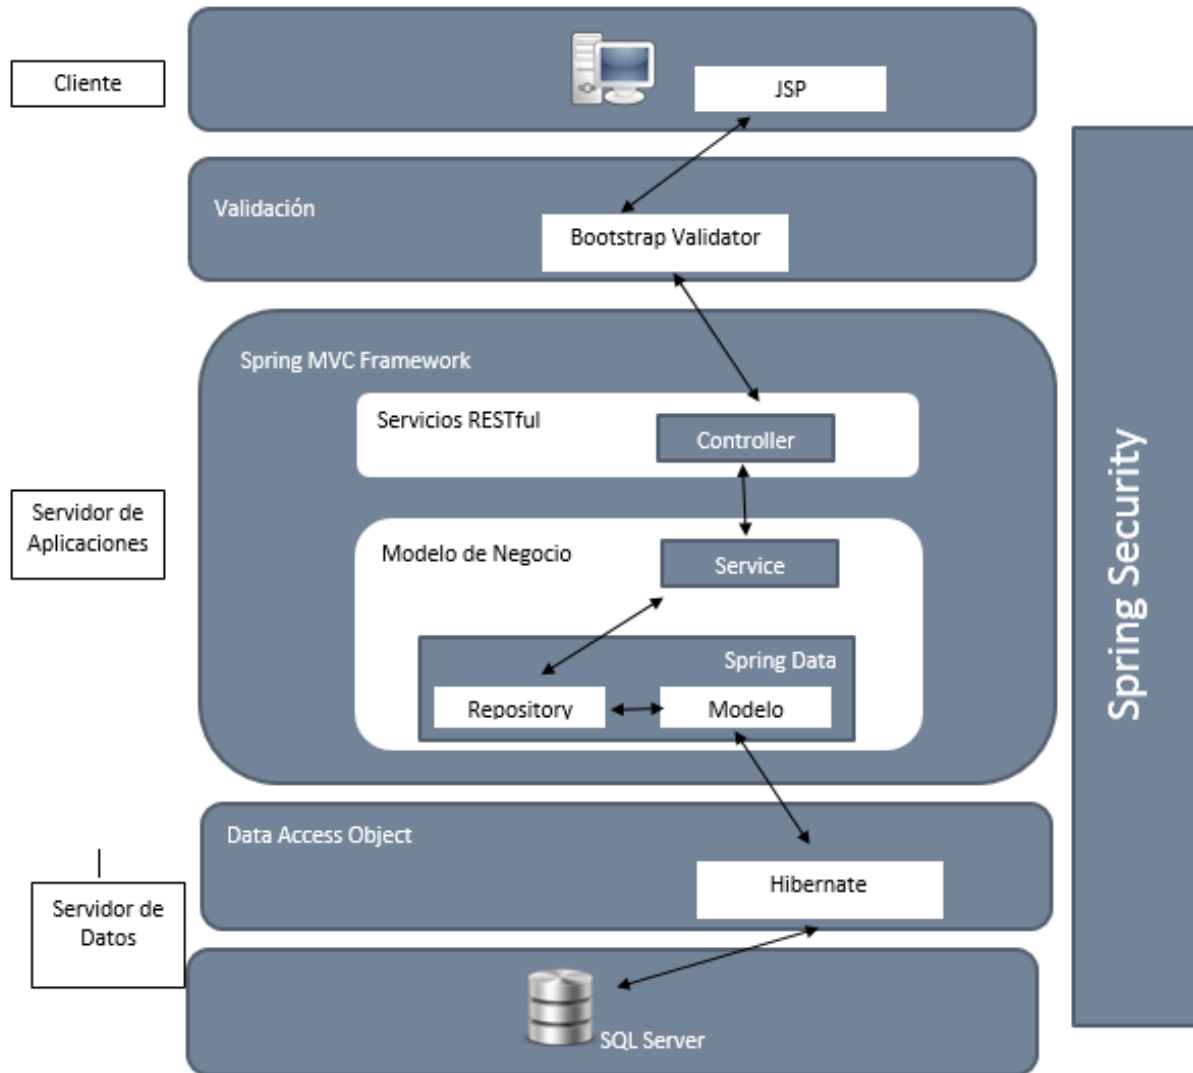 Cliente
JSP
Validación
Bootstrap Validator
Spring MVC Framework
Servicios RESTful
Controller
Servidor de
Aplicaciones
Modelo de Negocio
Service
Spring Data
Repository
Modelo
Spring Security
Data Access Object
Hibernate
Servidor de
Datos
SQL Server